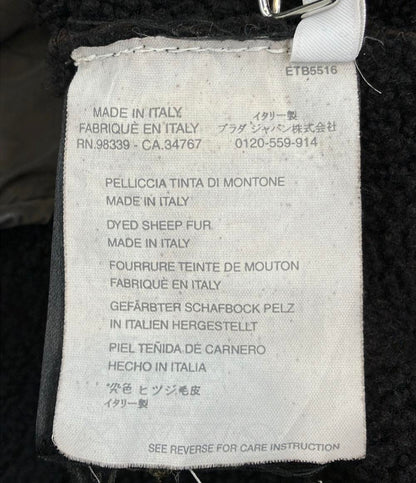 ETB5516
MADE IN ITALY
FABRIQUÈ EN ITALY
RN.98339 - CA.34767
イタリー製
プラダ ジャパン株式会社
0120-559-914
PELLICCIA TINTA DI MONTONE
MADE IN ITALY
DYED SHEEP FUR
MADE IN ITALY
FOURRURE TEINTE DE MOUTON
FABRIQUÈ EN ITALY
GEFÄRBTER SCHAFBOCK PELZ
IN ITALIEN HERGESTELLT
PIEL TEÑIDA DE CARNERO
HECHO EN ITALIA
染色 ヒツジ毛皮
イタリー製
SEE REVERSE FOR CARE INSTRUCTION